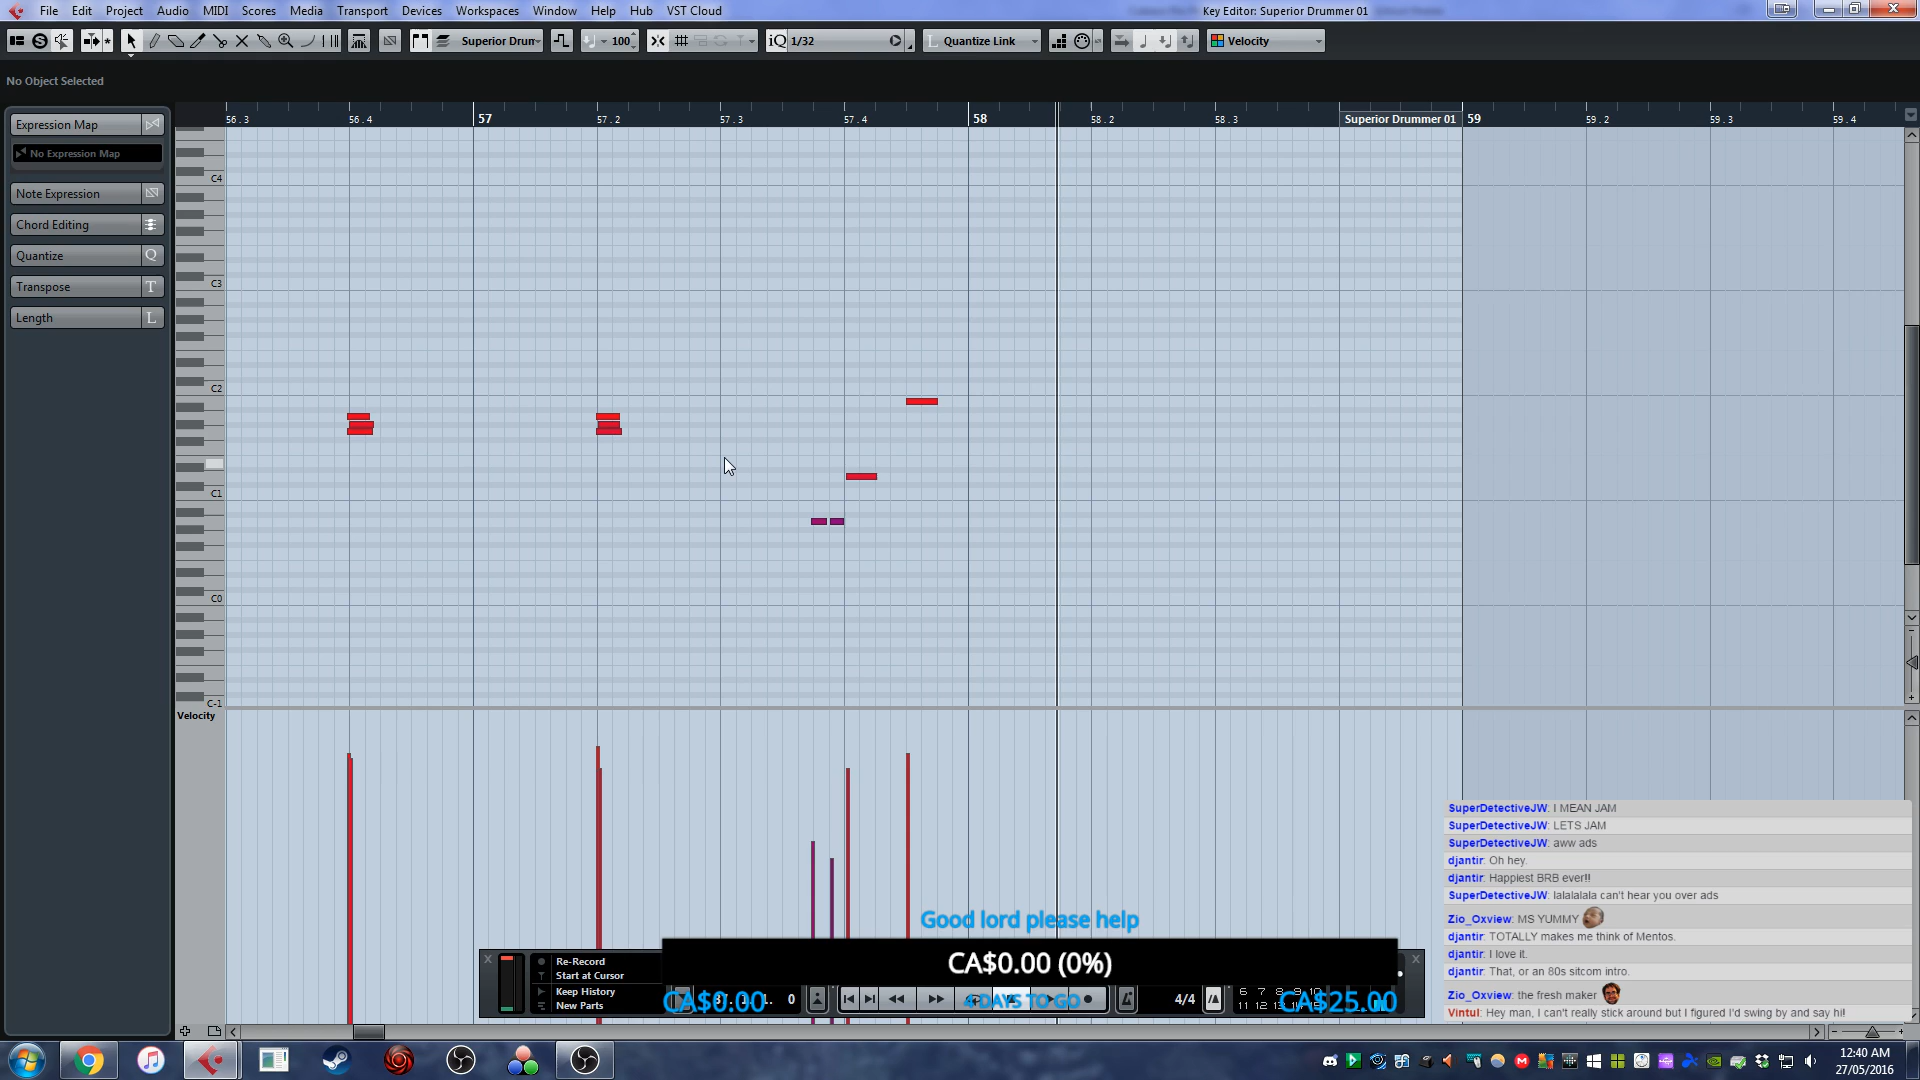 File Edit Project Audio MIDI Scores Media Transport Devices Workspaces Window Help Hub VST Cloud
Key Editor: Superior Drummer 01
Superior Drum 100 iQ 1/32 L Quantize Link Velocity
No Object Selected
Expression Map
No Expression Map
Note Expression
Chord Editing
Quantize Q
Transpose T
Length L
56.3 56.4 57 57.2 57.3 57.4 58 58.2 58.3 Superior Drummer 01 59 59.2 59.3 59.4
C4
C3
C2
C1
C0
C-1
Velocity
SuperDetectiveJW: I MEAN JAM
SuperDetectiveJW: LETS JAM
SuperDetectiveJW: aww ads
djantir: Oh hey.
djantir: Happiest BRB ever!!
SuperDetectiveJW: lalalalala can't hear you over ads
Zio_Oxview: MS YUMMY
djantir: TOTALLY makes me think of Mentos.
djantir: I love it.
djantir: That, or an 80s sitcom intro.
Zio_Oxview: the fresh maker
Vintul: Hey man, I can't really stick around but I figured I'd swing by and say hi!
Good lord please help
CA$0.00 (0%)
Re-Record
Start at Cursor
Keep History
New Parts
CA$0.00
4 DAYS TO GO
4/4
CA$25.00
12:40 AM
27/05/2016